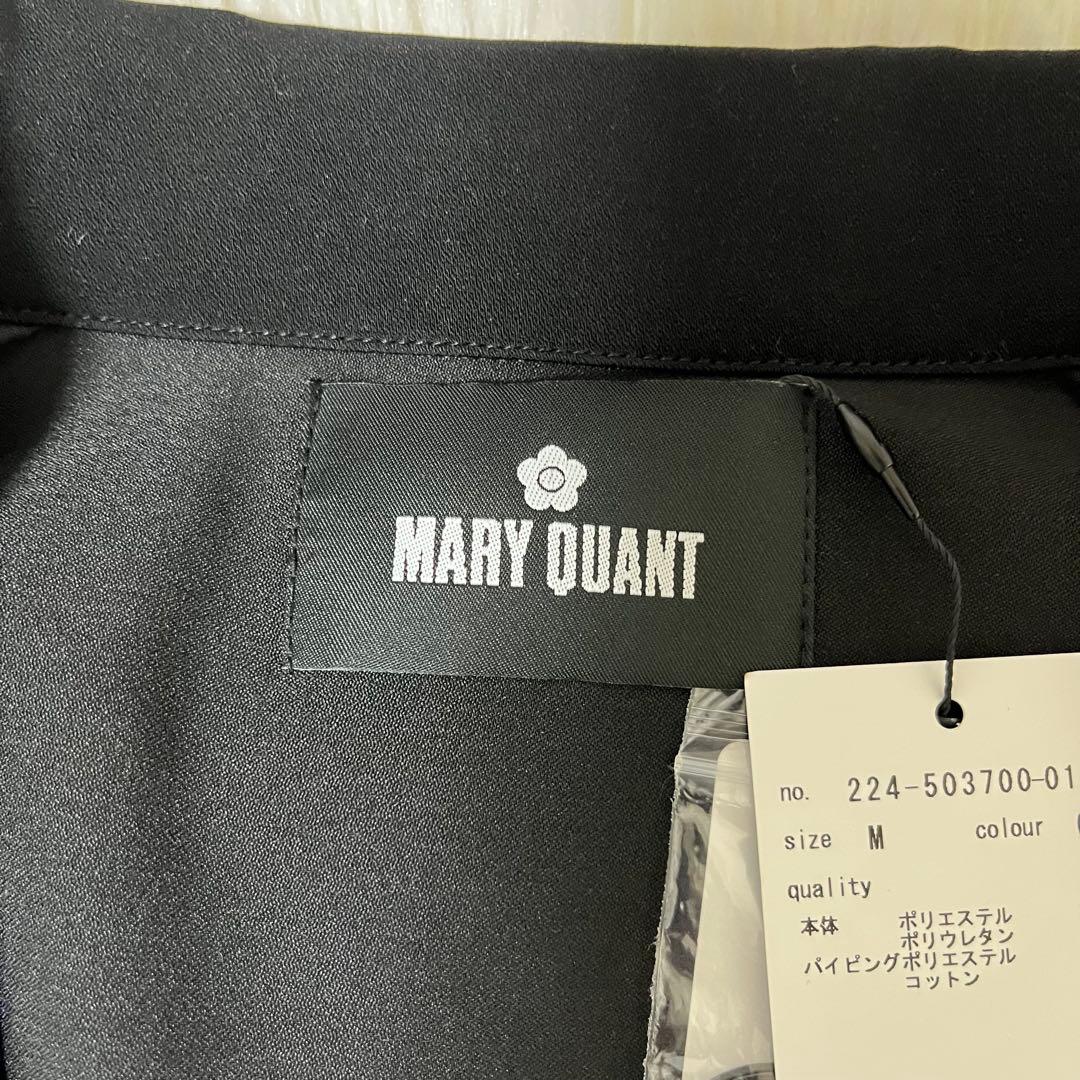 MARY QUANT
no. 224-503700-01
size M colour
quality
本体 ポリエステル
ポリウレタン
パイピングポリエステル
コットン